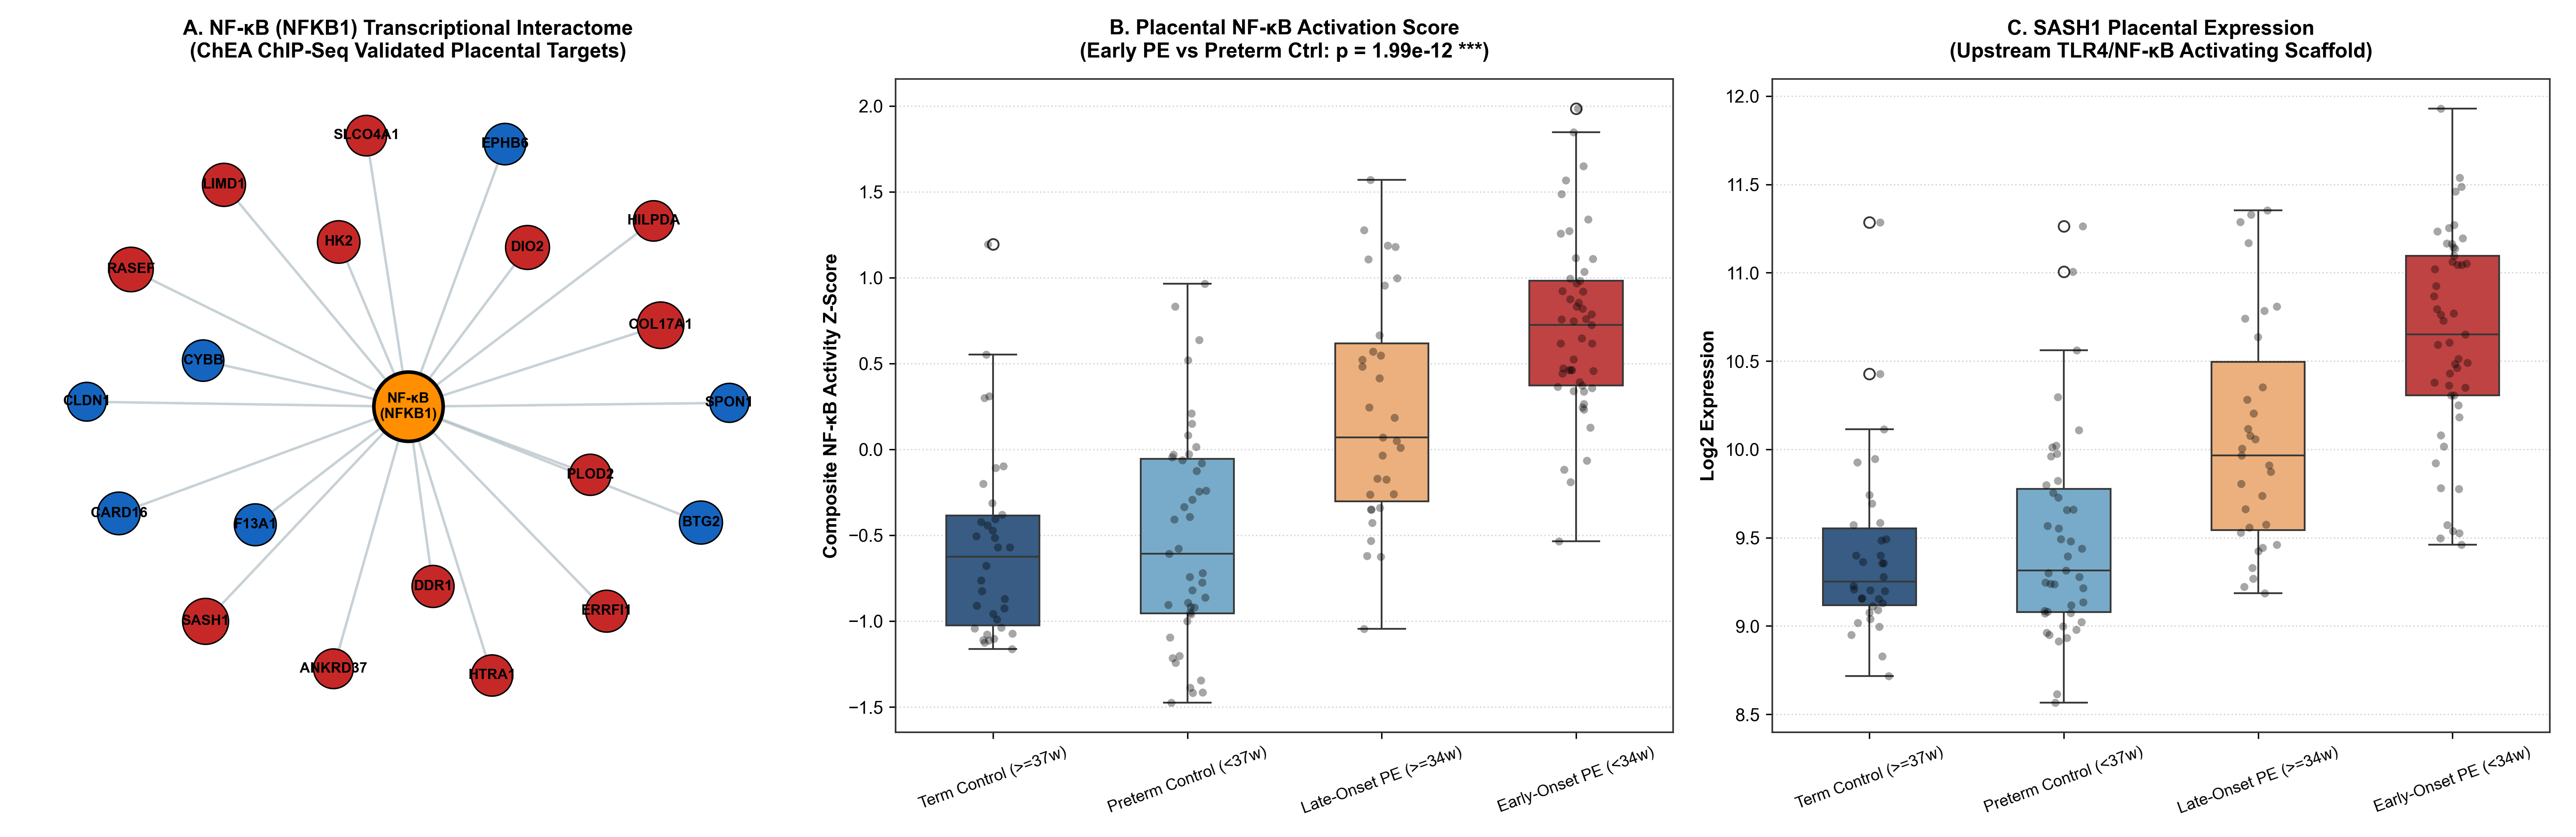 A. NF-κB (NFKB1) Transcriptional Interactome
(ChEA ChIP-Seq Validated Placental Targets)
SLCO4A1
EPHB6
LIMD1
HILPDA
HK2
DIO2
RASEF
COL17A1
CYBB
CLDN1
NF-κB
(NFKB1)
SPON1
PLOD2
CARD16
F13A1
BTG2
DDR1
SASH1
ERRFI1
ANKRD37
HTRA1
B. Placental NF-κB Activation Score
(Early PE vs Preterm Ctrl: p = 1.99e-12 ***)
Composite NF-κB Activity Z-Score
2.0
1.5
1.0
0.5
0.0
−0.5
−1.0
−1.5
Term Control (>=37w)
Preterm Control (<37w)
Late-Onset PE (>=34w)
Early-Onset PE (<34w)
C. SASH1 Placental Expression
(Upstream TLR4/NF-κB Activating Scaffold)
Log2 Expression
12.0
11.5
11.0
10.5
10.0
9.5
9.0
8.5
Term Control (>=37w)
Preterm Control (<37w)
Late-Onset PE (>=34w)
Early-Onset PE (<34w)